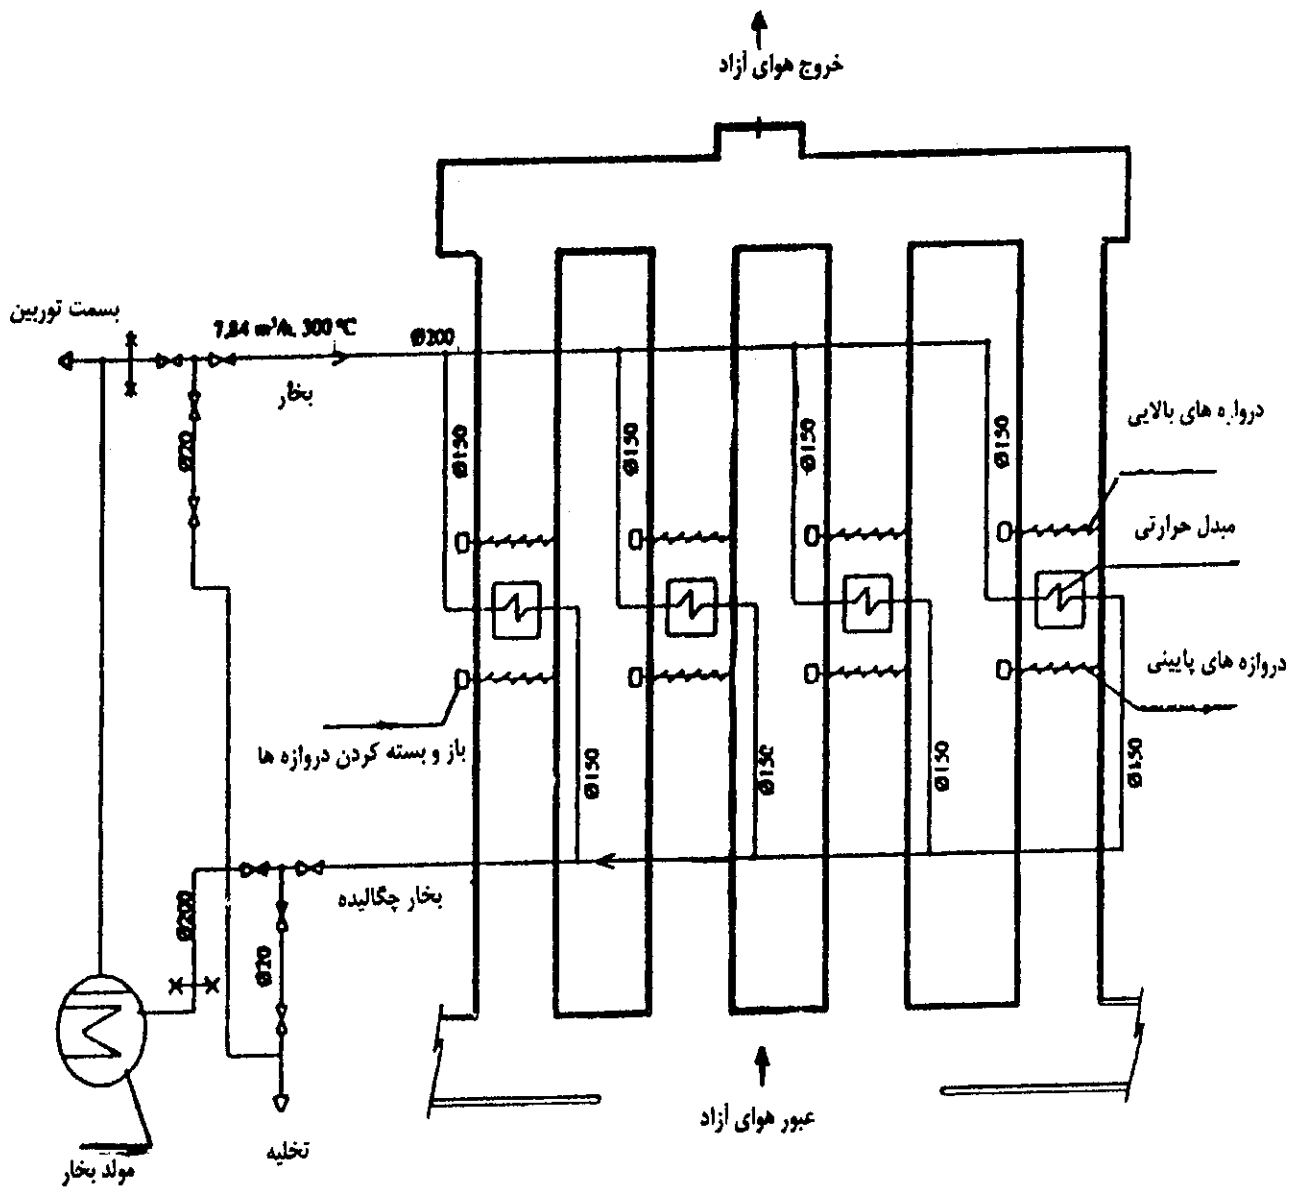 خروج هوای آزاد
بسمت توربین
7,84 m³/h, 300 °C
Ø200
بخار
Ø20
Ø150
Ø150
Ø150
Ø150
دروازه های بالایی
مبدل هرارتی
دروازه های پایینی
باز و بسته کردن دروازه ها
Ø150
Ø150
Ø150
Ø150
بخار چگالیده
Ø200
Ø20
عبور هوای آزاد
تخلیه
مولد بخار